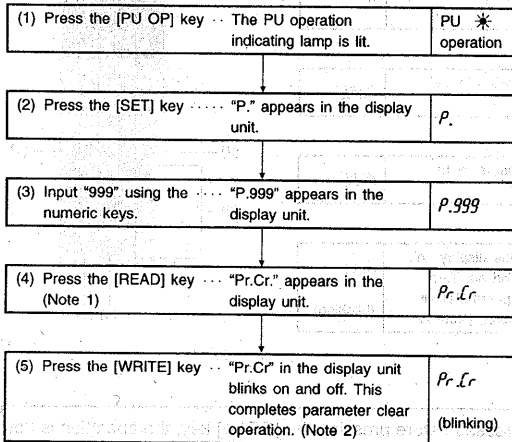 (1) Press the [PU OP] key ·· The PU operation PU
indicating lamp is lit. operation
(2) Press the [SET] key ····· "P." appears in the display P.
unit.
(3) Input "999" using the ····· "P.999" appears in the P.999
numeric keys. display unit.
(4) Press the [READ] key ··· "Pr.Cr." appears in the Pr.Cr
(Note 1) display unit.
(5) Press the [WRITE] key ·· "Pr.Cr" in the display unit Pr.Cr
blinks on and off. This
completes parameter clear
operation. (Note 2) (blinking)